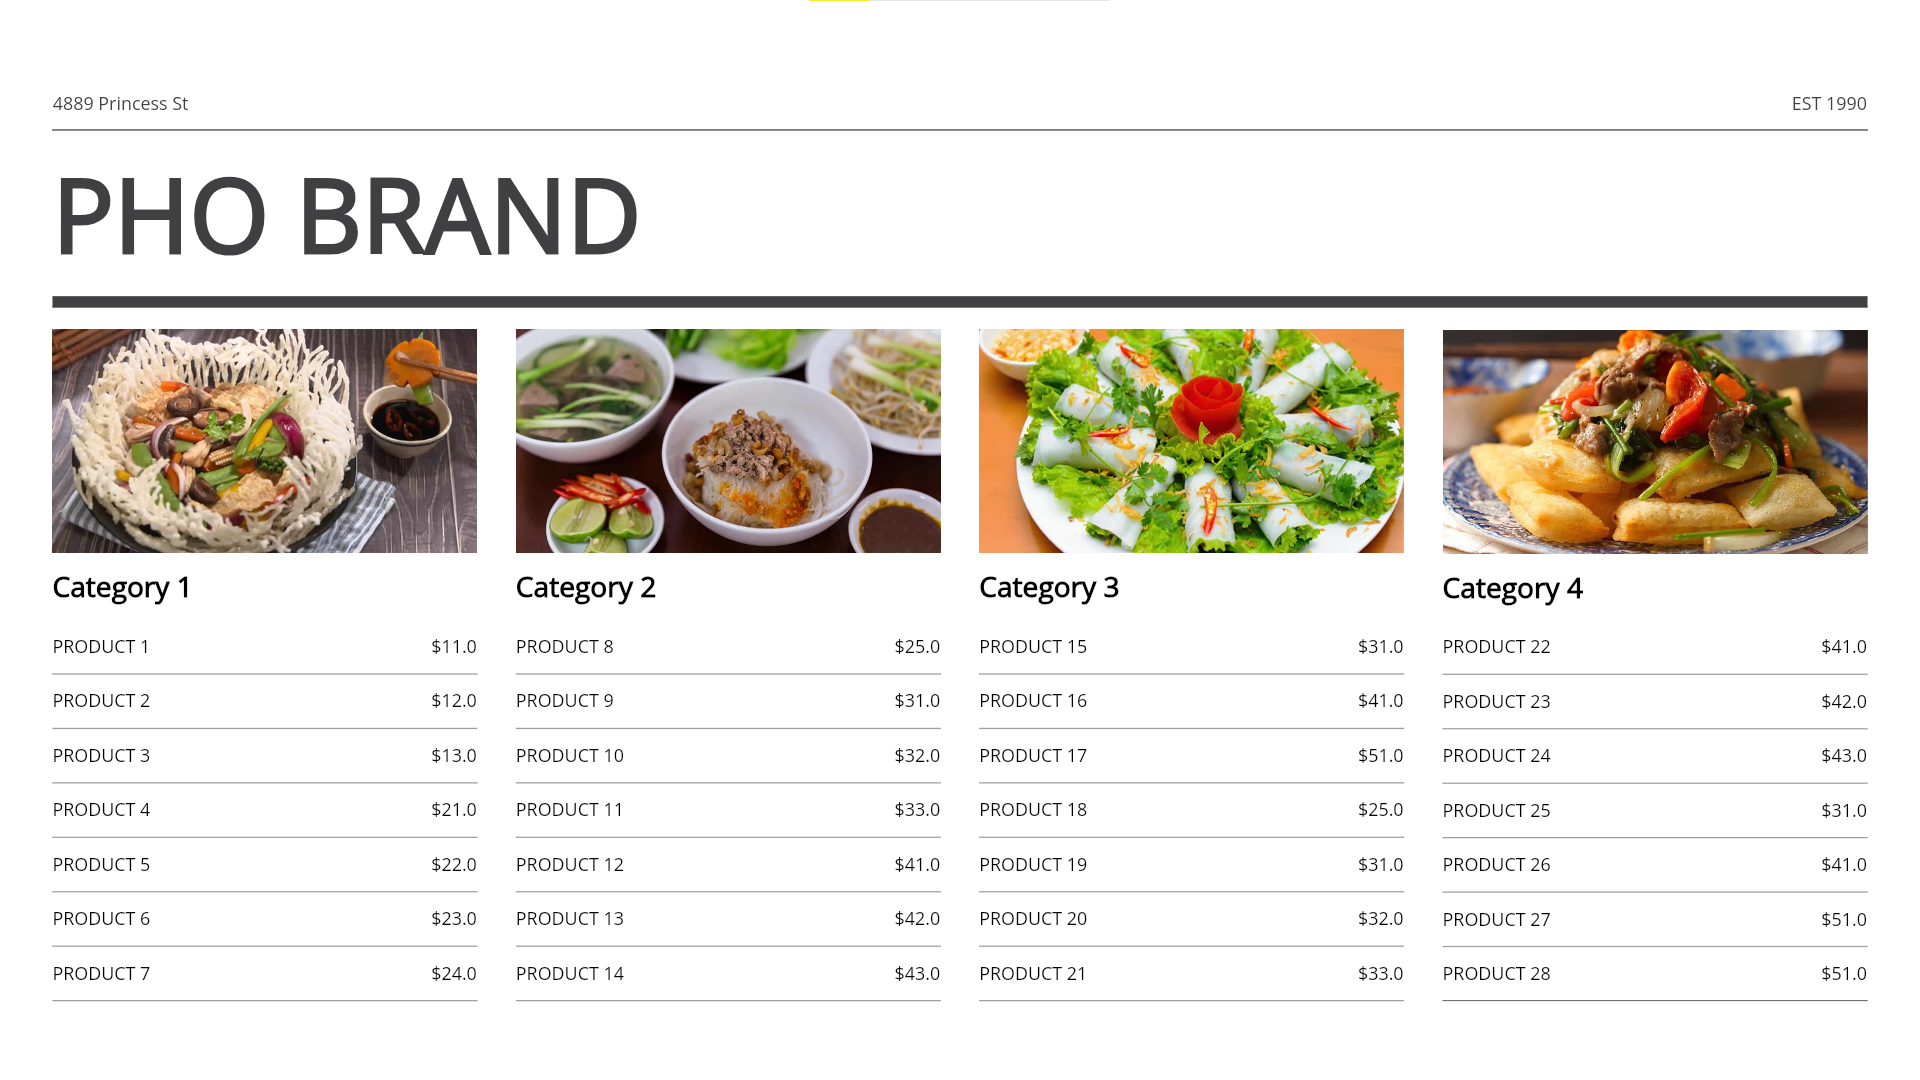 4889 Princess St
EST 1990
PHO BRAND
Category 1
PRODUCT 1 $11.0
PRODUCT 2 $12.0
PRODUCT 3 $13.0
PRODUCT 4 $21.0
PRODUCT 5 $22.0
PRODUCT 6 $23.0
PRODUCT 7 $24.0
Category 2
PRODUCT 8 $25.0
PRODUCT 9 $31.0
PRODUCT 10 $32.0
PRODUCT 11 $33.0
PRODUCT 12 $41.0
PRODUCT 13 $42.0
PRODUCT 14 $43.0
Category 3
PRODUCT 15 $31.0
PRODUCT 16 $41.0
PRODUCT 17 $51.0
PRODUCT 18 $25.0
PRODUCT 19 $31.0
PRODUCT 20 $32.0
PRODUCT 21 $33.0
Category 4
PRODUCT 22 $41.0
PRODUCT 23 $42.0
PRODUCT 24 $43.0
PRODUCT 25 $31.0
PRODUCT 26 $41.0
PRODUCT 27 $51.0
PRODUCT 28 $51.0